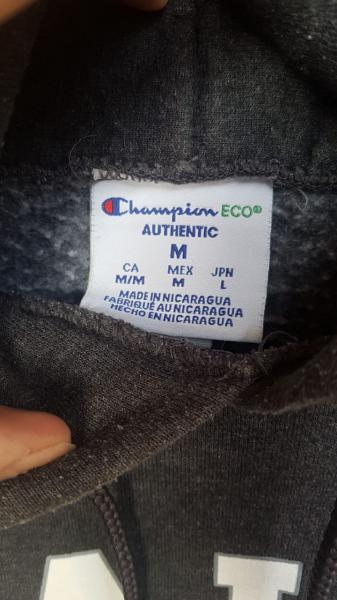 Champion ECO®
AUTHENTIC
M
CA MEX JPN
M/M M L
MADE IN NICARAGUA
FABRIQUÉ AU NICARAGUA
HECHO EN NICARAGUA